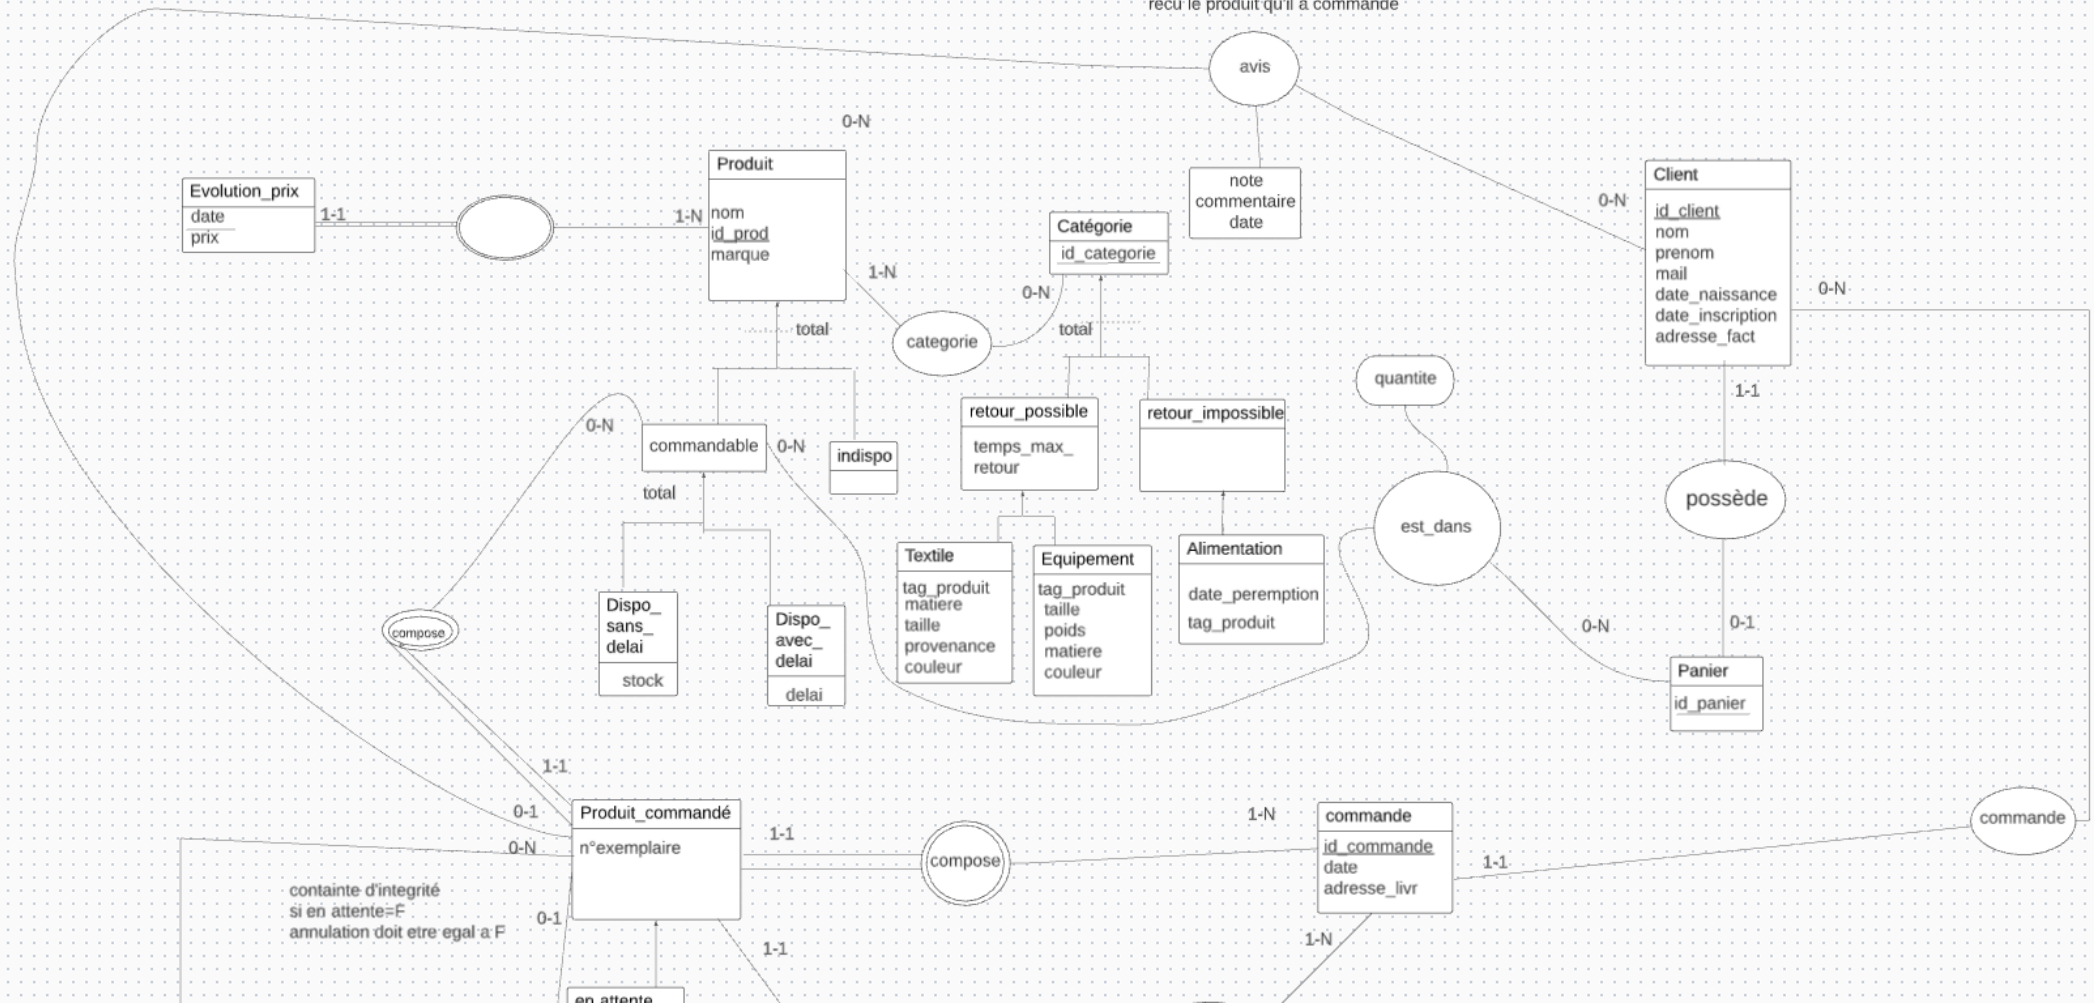 recu le produit qu'il a commandé
avis
0-N
Produit
nom
id_prod
marque
Evolution_prix
date
prix
1-1
1-N
note
commentaire
date
Client
id_client
nom
prenom
mail
date_naissance
date_inscription
adresse_fact
0-N
0-N
Catégorie
id_categorie
1-N
0-N
total
categorie
total
quantite
1-1
retour_possible
temps_max_
retour
retour_impossible
0-N
commandable
0-N
indispo
total
possède
est_dans
Textile
tag_produit
matiere
taille
provenance
couleur
Equipement
tag_produit
taille
poids
matiere
couleur
Alimentation
date_peremption
tag_produit
Dispo_
sans_
delai
stock
Dispo_
avec_
delai
delai
compose
0-N
0-1
Panier
id_panier
1-1
0-1
0-N
Produit_commandé
n°exemplaire
1-1
compose
1-N
commande
id_commande
date
adresse_livr
1-1
commande
containte d'integrité
si en attente=F
annulation doit etre egal a F
0-1
1-1
1-N
en attente